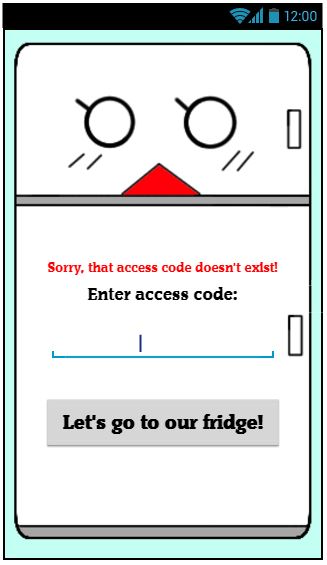 12:00
Sorry, that access code doesn't exist!
Enter access code:
Let's go to our fridge!